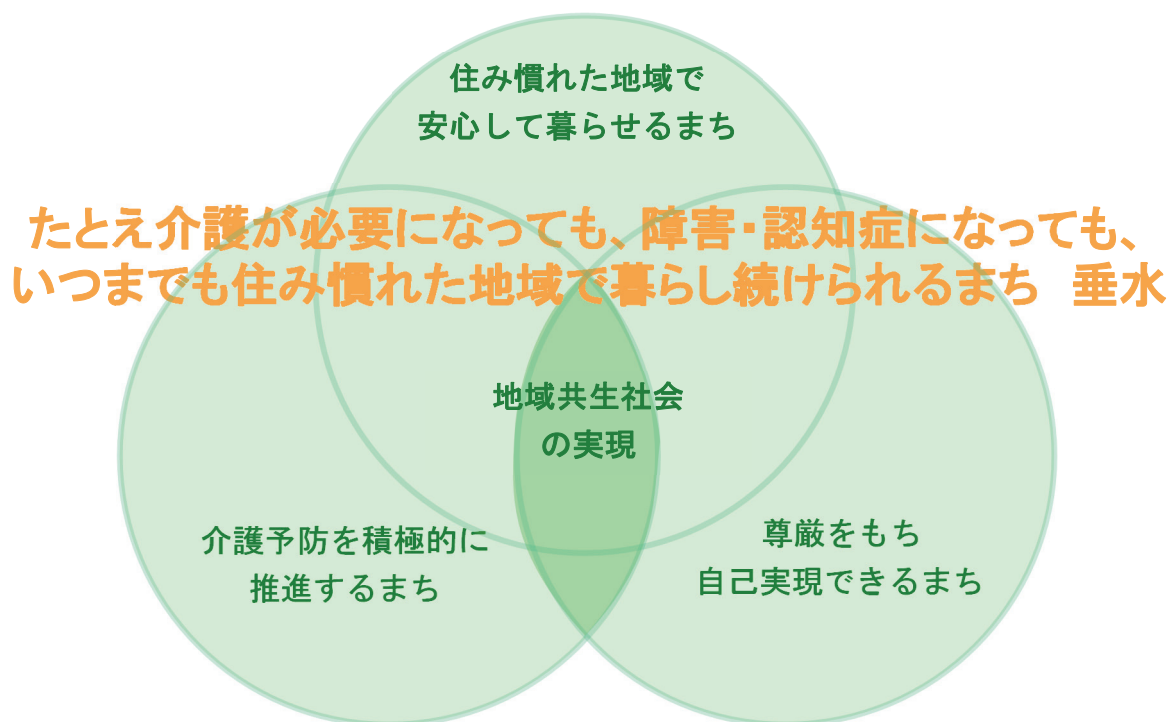 住み慣れた地域で
安心して暮らせるまち
たとえ介護が必要になっても、障害・認知症になっても、
いつまでも住み慣れた地域で暮らし続けられるまち　垂水
地域共生社会
の実現
介護予防を積極的に
推進するまち
尊厳をもち
自己実現できるまち